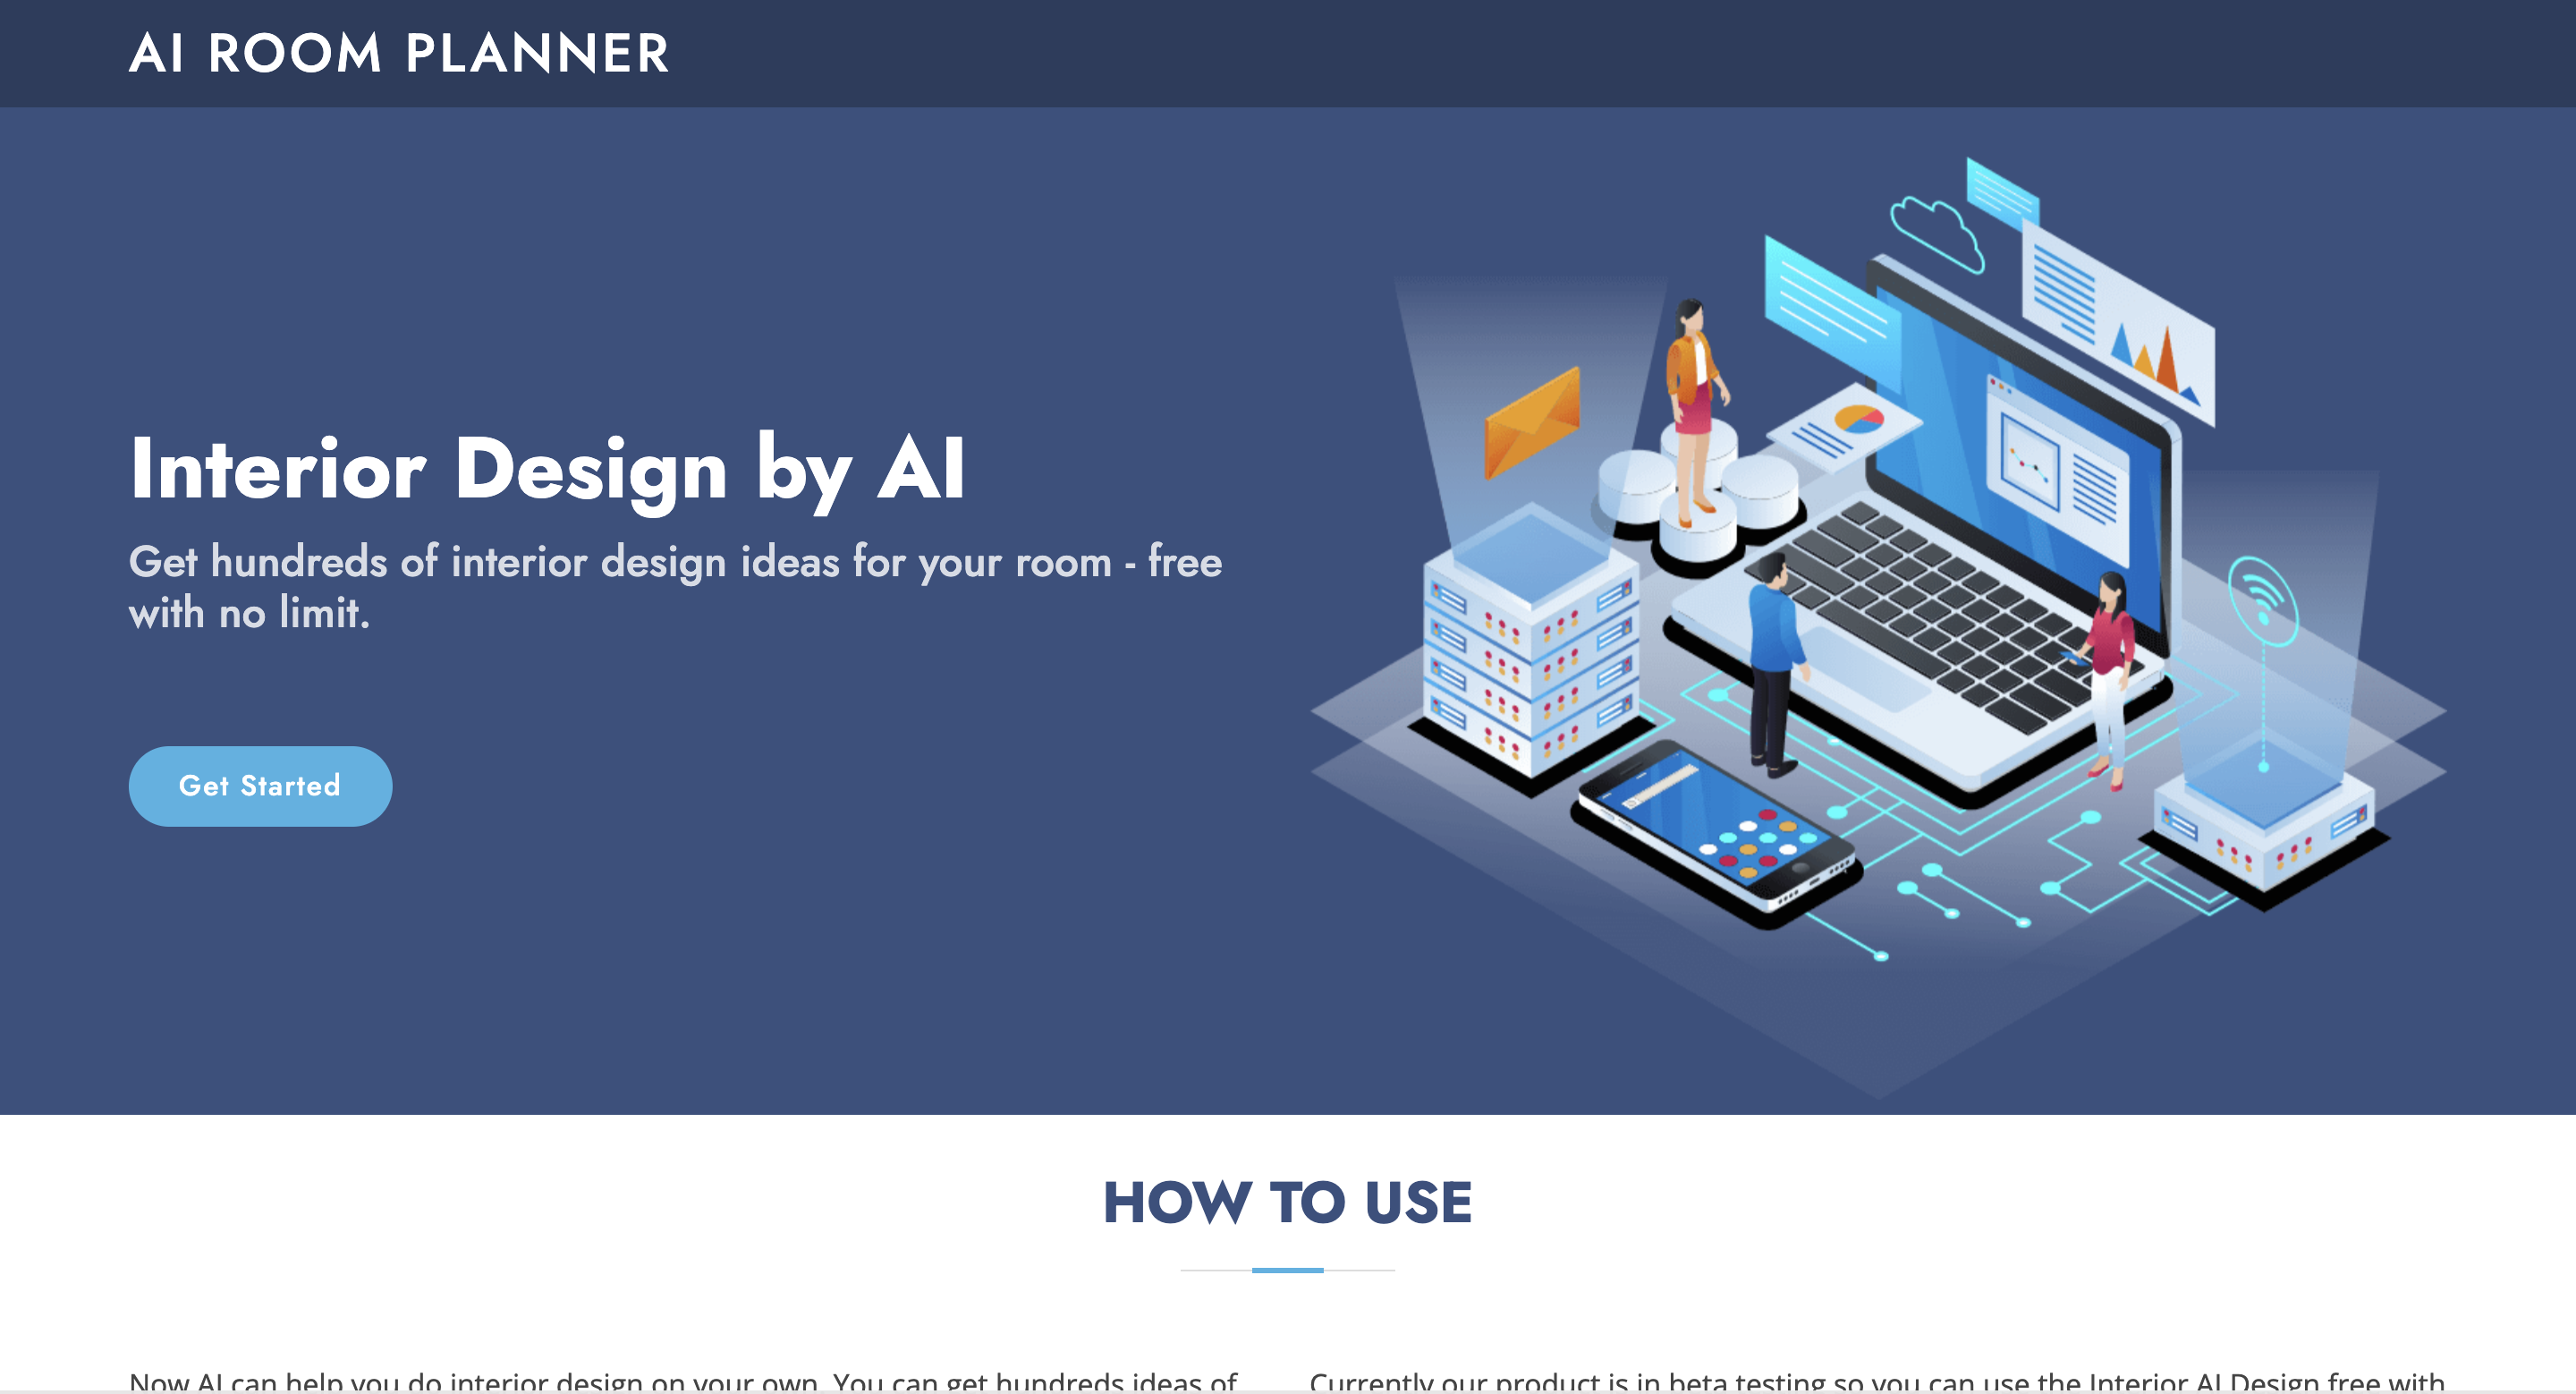 AI ROOM PLANNER
Interior Design by AI
Get hundreds of interior design ideas for your room - free
with no limit.
Get Started
HOW TO USE
Now AI can help you do interior design on your own. You can get hundreds ideas of
Currently our product is in beta testing so you can use the Interior AI Design free with